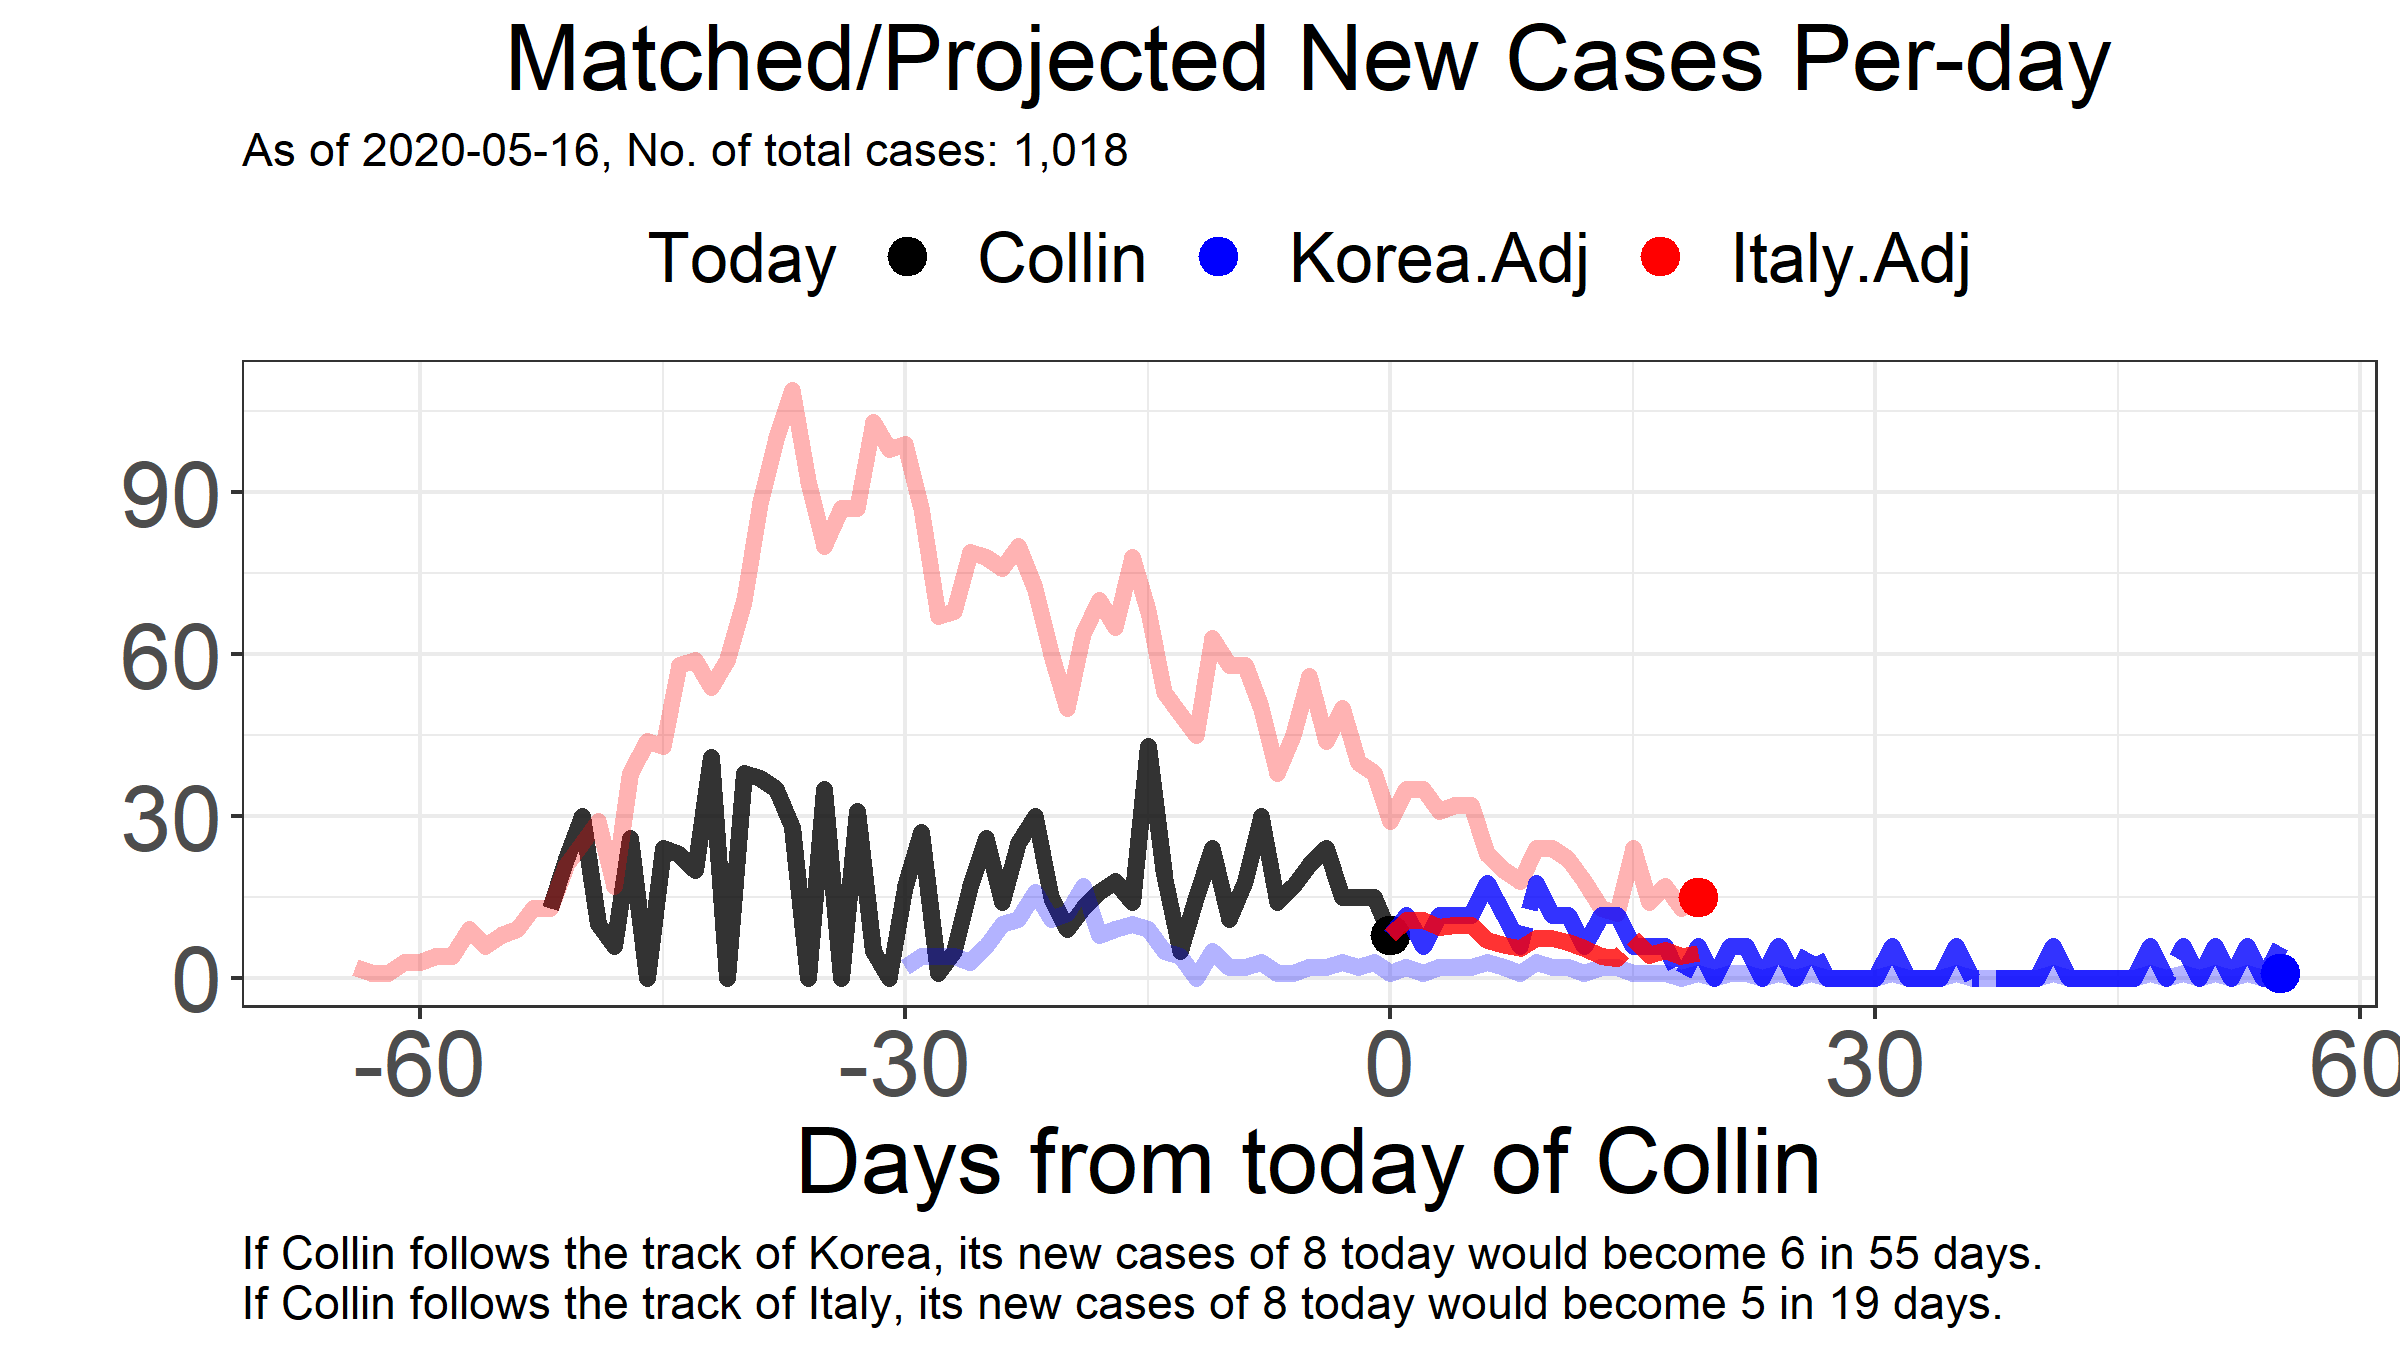 Matched/Projected New Cases Per-day
As of 2020-05-16, No. of total cases: 1,018
Today Collin Korea.Adj Italy.Adj
90
60
30
0
-60 -30 0 30 60
Days from today of Collin
If Collin follows the track of Korea, its new cases of 8 today would become 6 in 55 days.
If Collin follows the track of Italy, its new cases of 8 today would become 5 in 19 days.